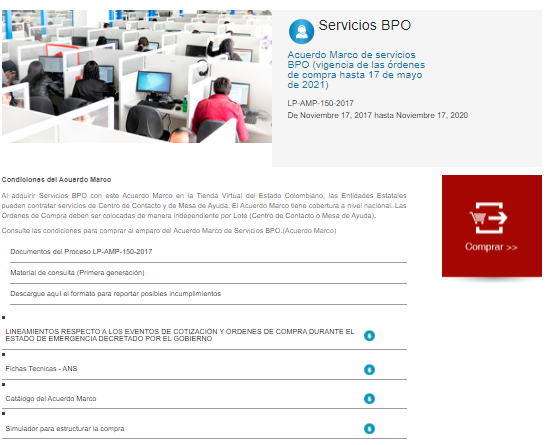 Servicios BPO
Acuerdo Marco de servicios
BPO (vigencia de las órdenes
de compra hasta 17 de mayo
de 2021)
LP-AMP-150-2017
De Noviembre 17, 2017 hasta Noviembre 17, 2020
Condiciones del Acuerdo Marco
Al adquirir Servicios BPO con este Acuerdo Marco en la Tienda Virtual del Estado Colombiano, las Entidades Estatales
pueden contratar servicios de Centro de Contacto y de Mesa de Ayuda. El Acuerdo Marco tiene cobertura a nivel nacional. Las
Órdenes de Compra deben ser colocadas de manera independiente por Lote (Centro de Contacto o Mesa de Ayuda).
Consulte las condiciones para comprar al amparo del Acuerdo Marco de Servicios BPO.(Acuerdo Marco)
Comprar >>
Documentos del Proceso LP-AMP-150-2017
Material de consulta (Primera generación)
Descargue aquí el formato para reportar posibles incumplimientos
LINEAMIENTOS RESPECTO A LOS EVENTOS DE COTIZACIÓN Y ÓRDENES DE COMPRA DURANTE EL
ESTADO DE EMERGENCIA DECRETADO POR EL GOBIERNO
Fichas Tecnicas - ANS
Catálogo del Acuerdo Marco
Simulador para estructurar la compra